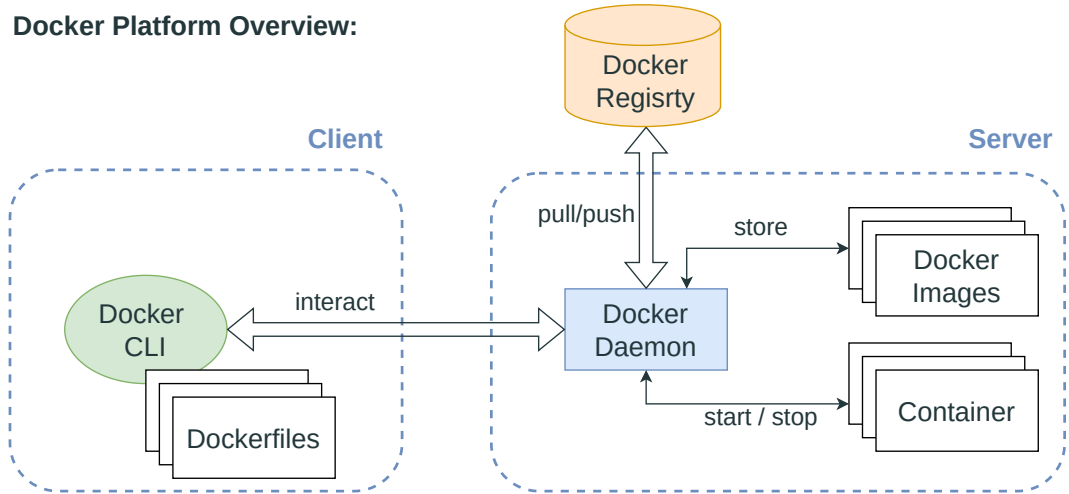 Docker Platform Overview:
Docker
Regisrty
Client
Server
pull/push
store
Docker
Images
interact
Docker
CLI
Docker
Daemon
start / stop
Container
Dockerfiles